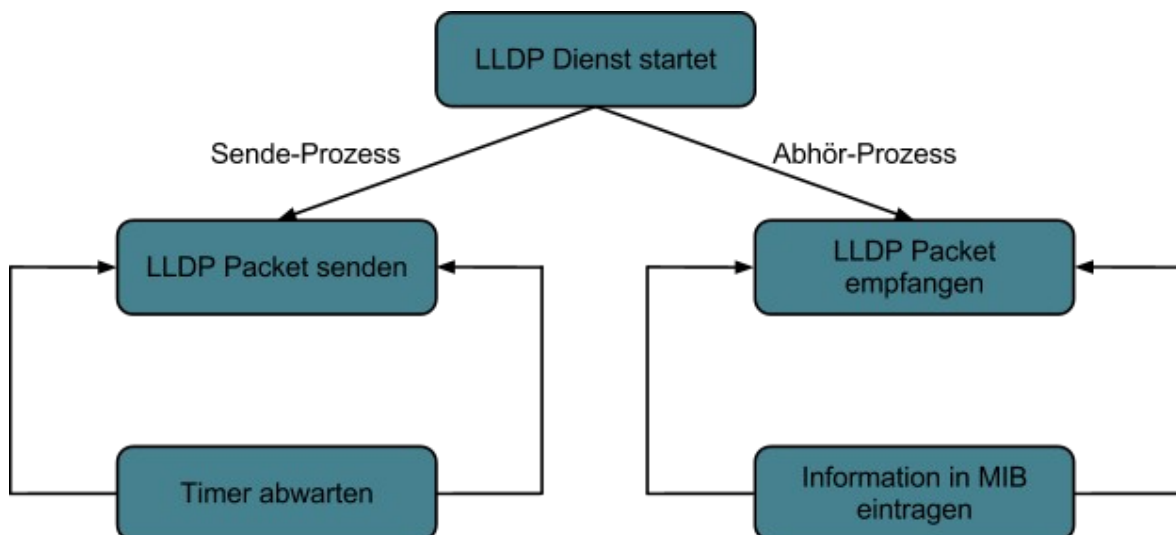 LLDP Dienst startet
Sende-Prozess
Abhör-Prozess
LLDP Packet senden
LLDP Packet
empfangen
Timer abwarten
Information in MIB
eintragen